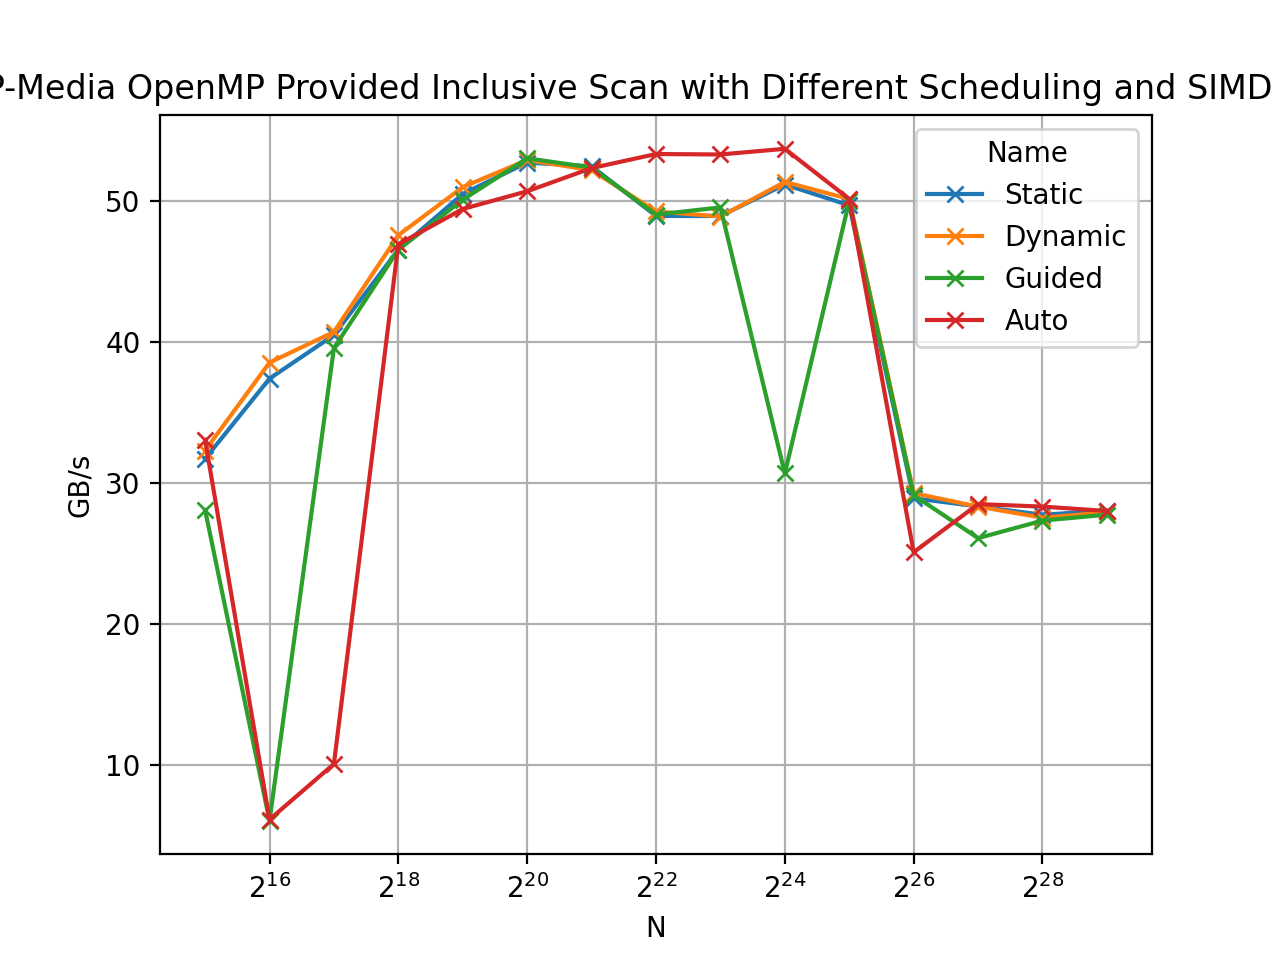 P-Media OpenMP Provided Inclusive Scan with Different Scheduling and SIMD
Name
Static
Dynamic
Guided
Auto
GB/s
50
40
30
20
10
2^16 2^18 2^20 2^22 2^24 2^26 2^28
N